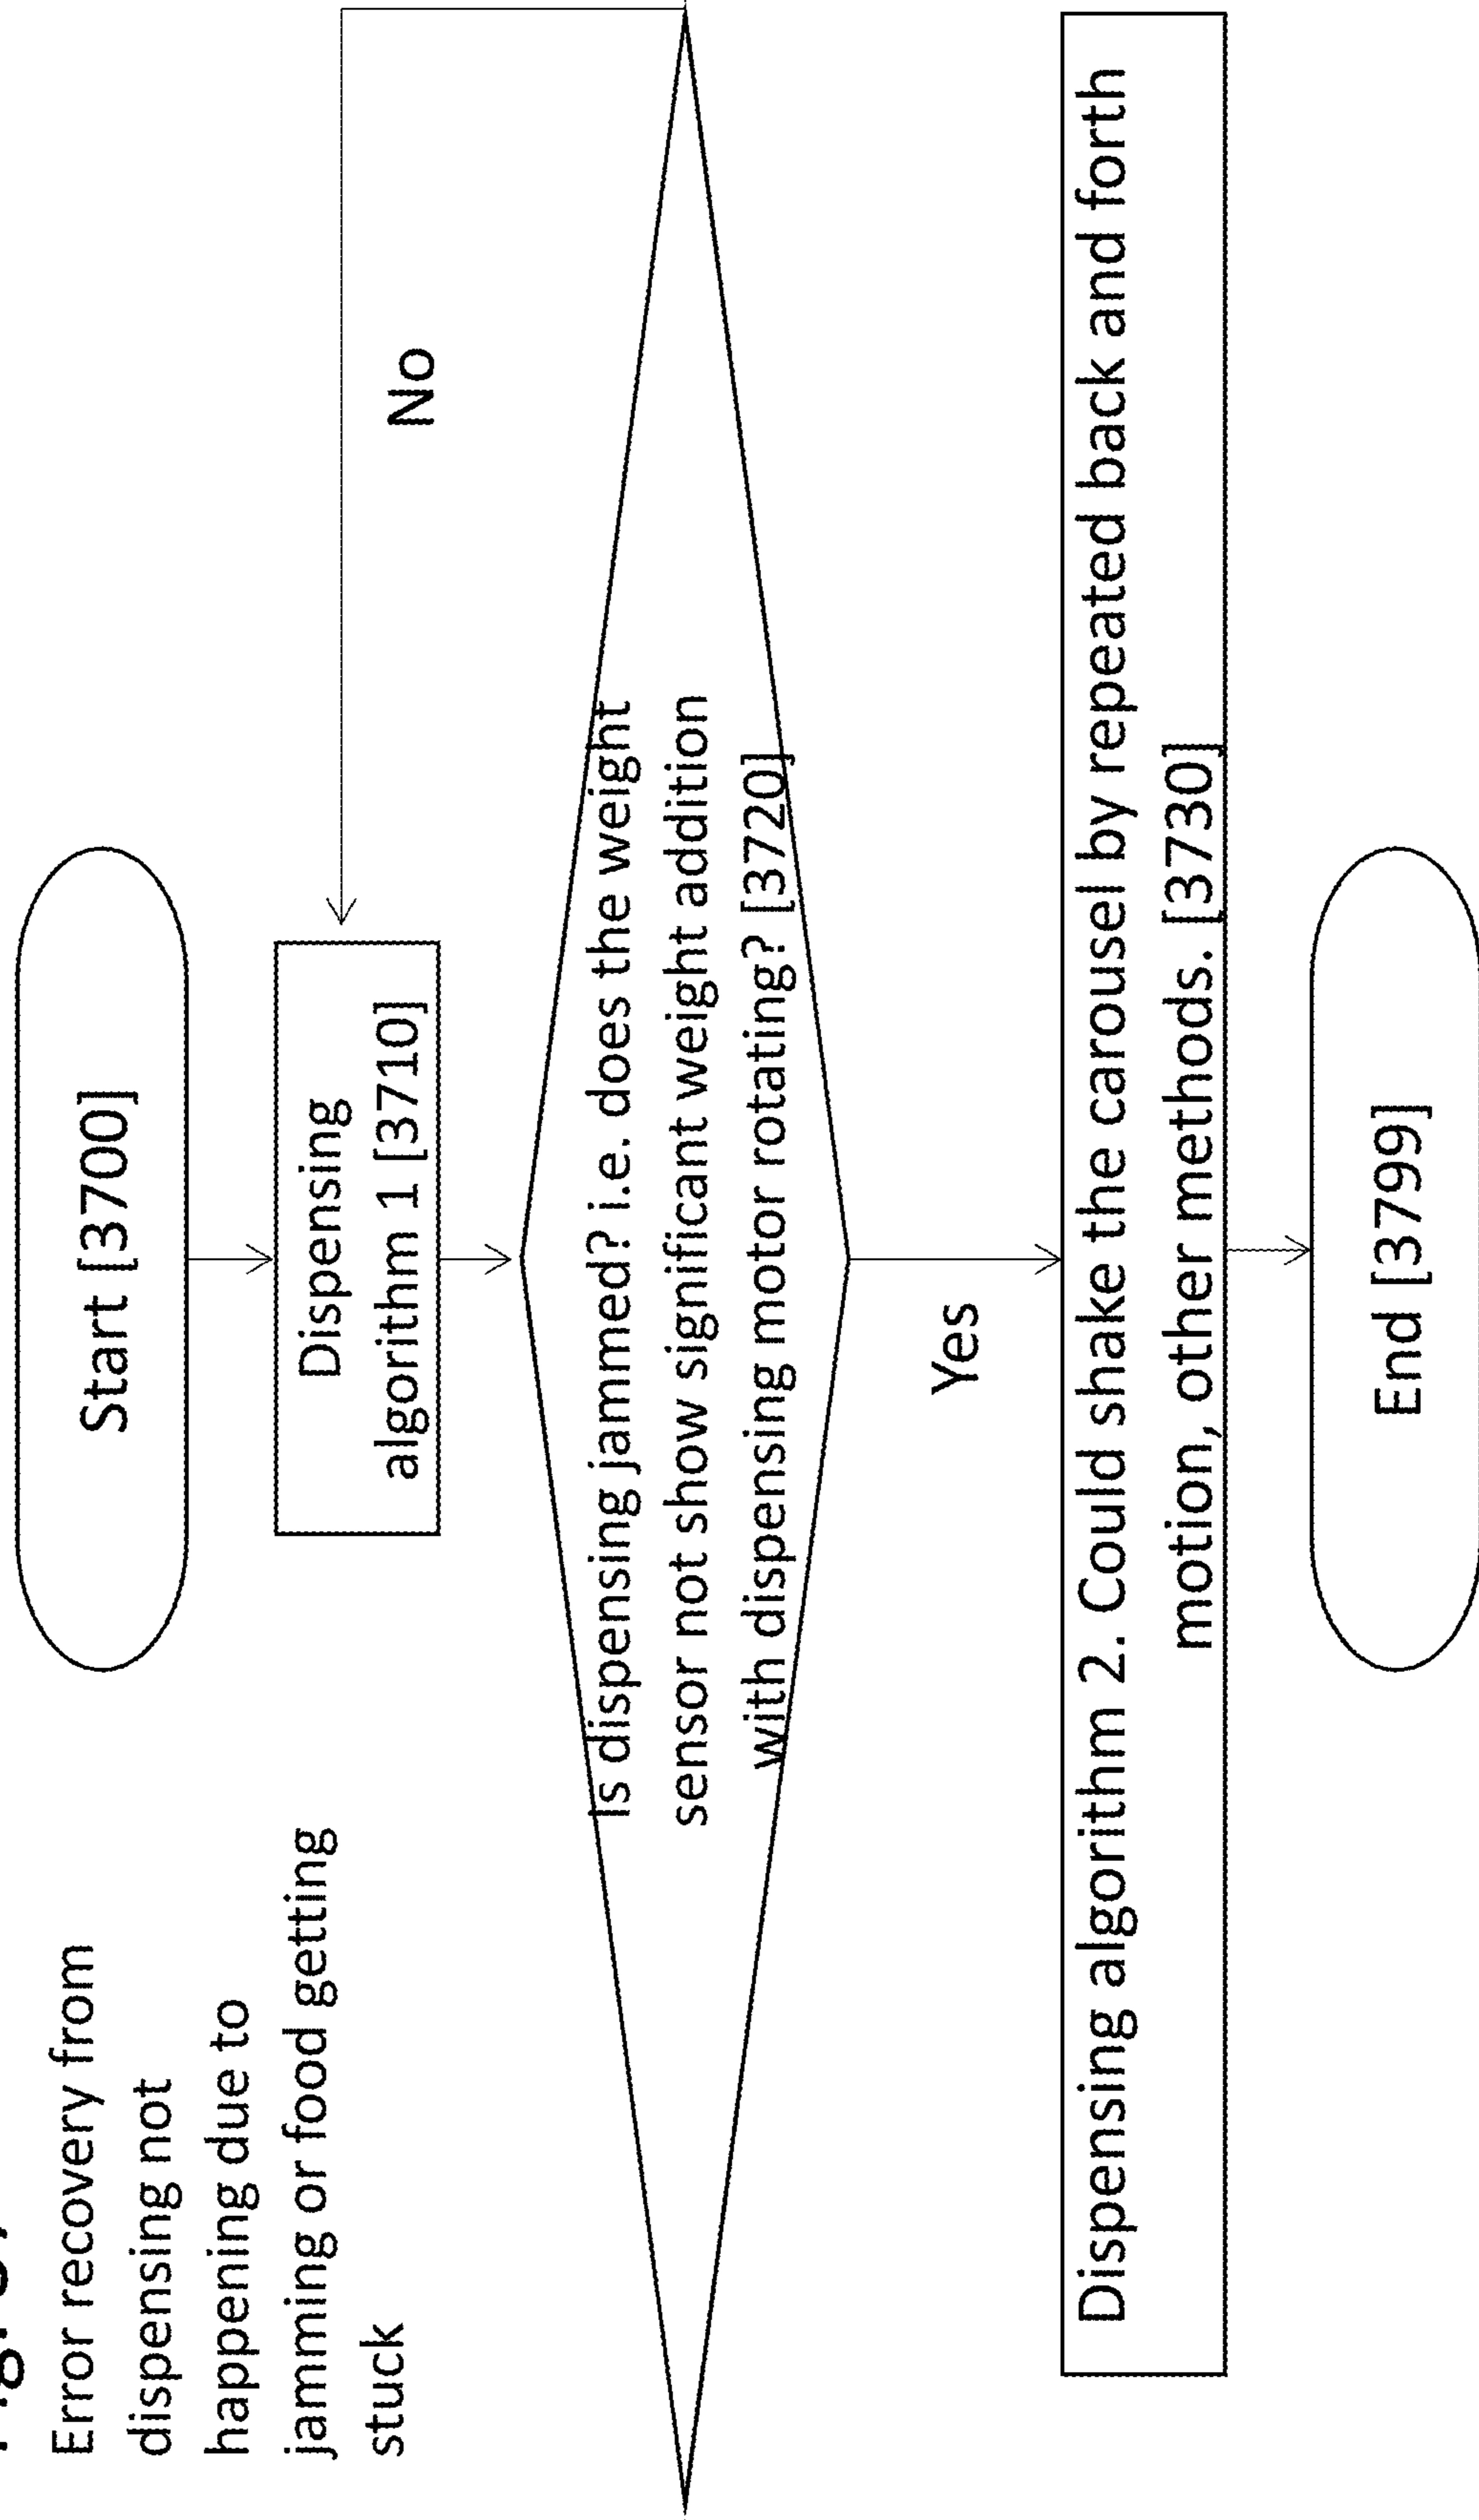 Error recovery from
dispensing not
happening due to
jamming or food getting
stuck
Start [3700]
Dispensing
algorithm 1 [3710]
No
Is dispensing jammed? i.e. does the weight
sensor not show significant weight addition
with dispensing motor rotating? [3720]
Yes
Dispensing algorithm 2. Could shake the carousel by repeated back and forth
motion, other methods. [3730]
End [3799]